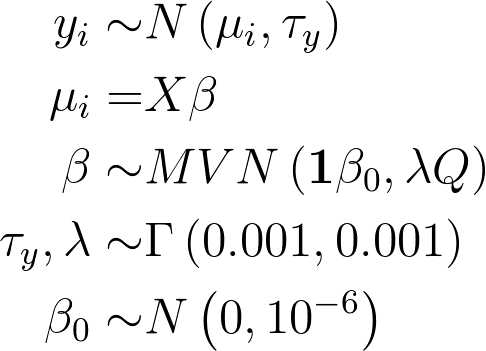 y_i ∼ N (μ_i, τ_y)
μ_i = Xβ
β ∼ MVN (𝟏β_0, λQ)
τ_y, λ ∼ Γ (0.001, 0.001)
β_0 ∼ N (0, 10^{−6})